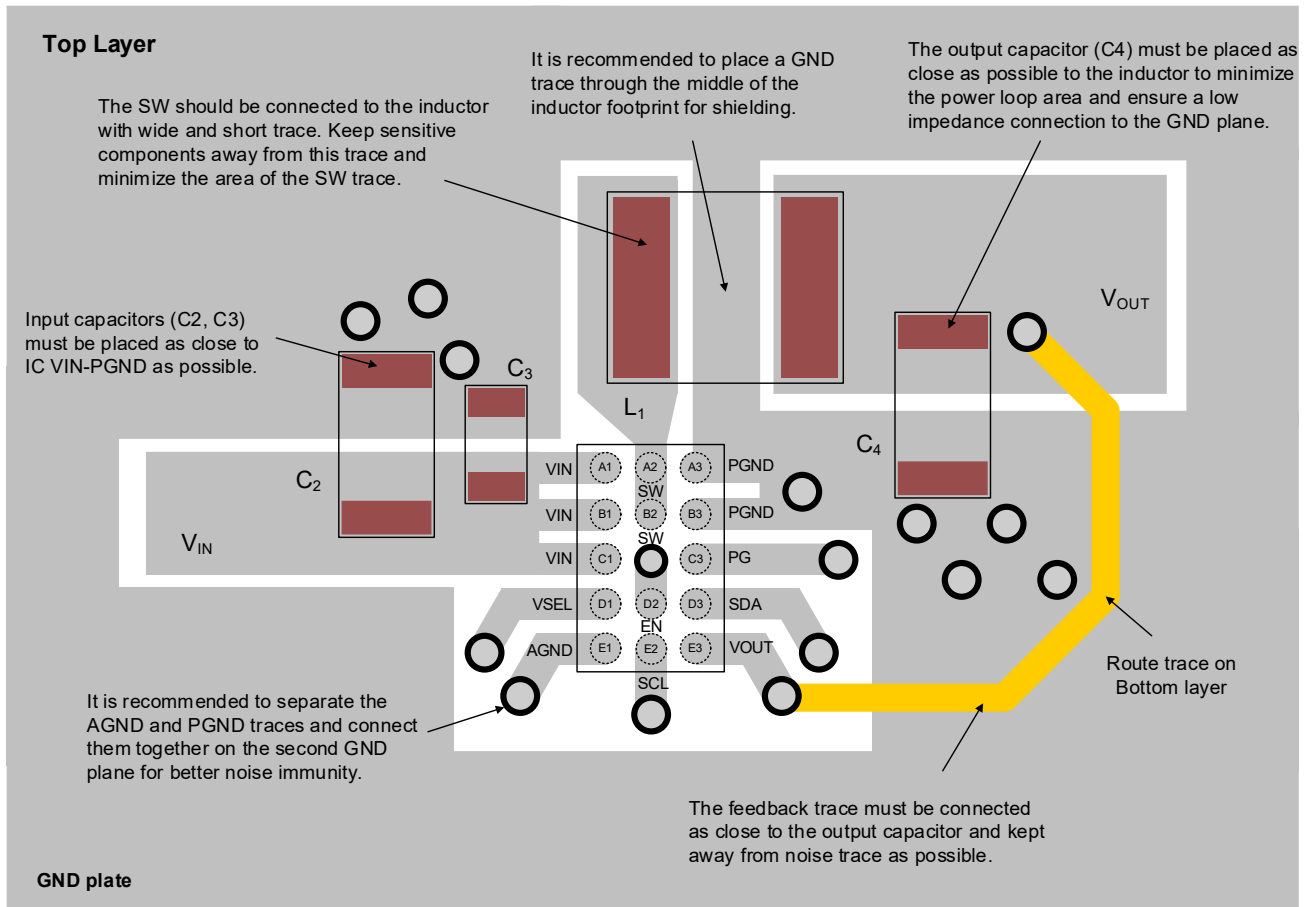 Top Layer
The SW should be connected to the inductor
with wide and short trace. Keep sensitive
components away from this trace and
minimize the area of the SW trace.
It is recommended to place a GND
trace through the middle of the
inductor footprint for shielding.
The output capacitor (C4) must be placed as
close as possible to the inductor to minimize
the power loop area and ensure a low
impedance connection to the GND plane.
Input capacitors (C2, C3)
must be placed as close to
IC VIN-PGND as possible.
VOUT
C3
L1
C4
C2
VIN
VIN A1 A2 A3 PGND
SW
VIN B1 B2 B3 PGND
SW
VIN C1 C3 PG
VSEL D1 D2 D3 SDA
EN
AGND E1 E2 E3 VOUT
SCL
Route trace on
Bottom layer
It is recommended to separate the
AGND and PGND traces and connect
them together on the second GND
plane for better noise immunity.
The feedback trace must be connected
as close to the output capacitor and kept
away from noise trace as possible.
GND plate